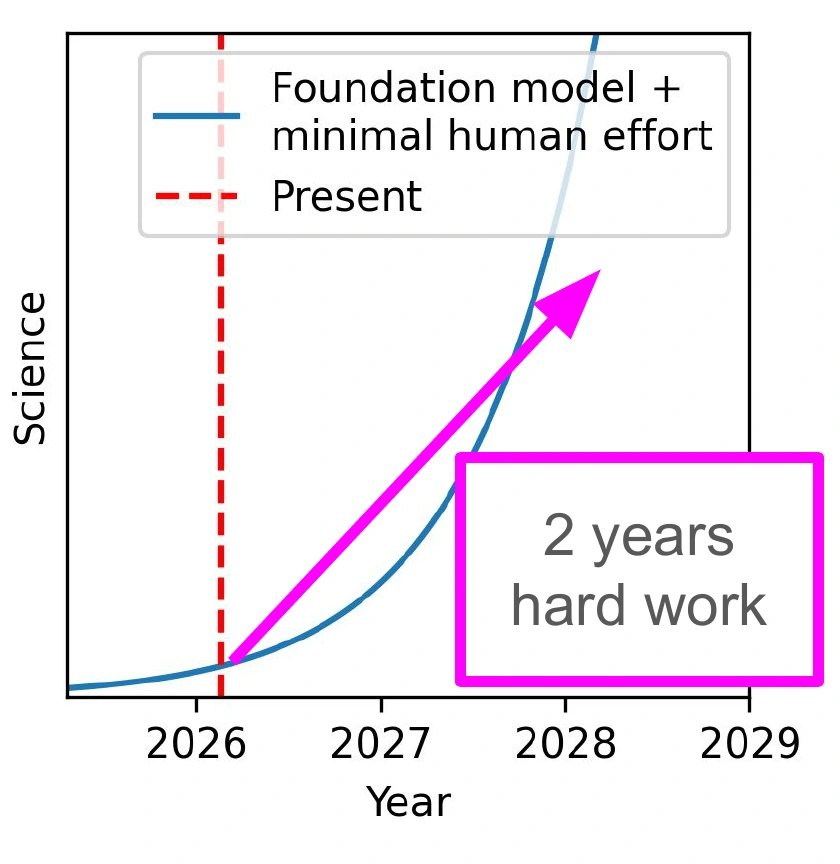 Foundation model +
minimal human effort
Present
Science
2 years
hard work
2026
2027
2028
2029
Year